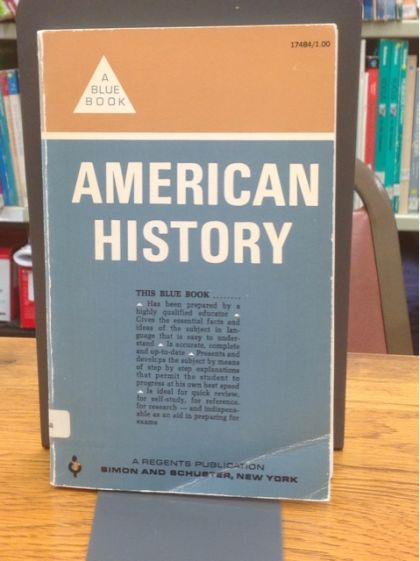 17484/1.00
A
BLUE
BOOK
AMERICAN
HISTORY
THIS BLUE BOOK ........
Has been prepared by a
highly qualified educator
Gives the essential facts and
ideas of the subject in lan-
guage that is easy to under-
stand Is accurate, complete
and up-to-date Presents and
develops the subject by means
of step by step explanations
that permit the student to
progress at his own best speed
Is ideal for quick review,
for self-study, for reference,
for research — and indispens-
able as an aid in preparing for
exams
A REGENTS PUBLICATION
SIMON AND SCHUSTER, NEW YORK